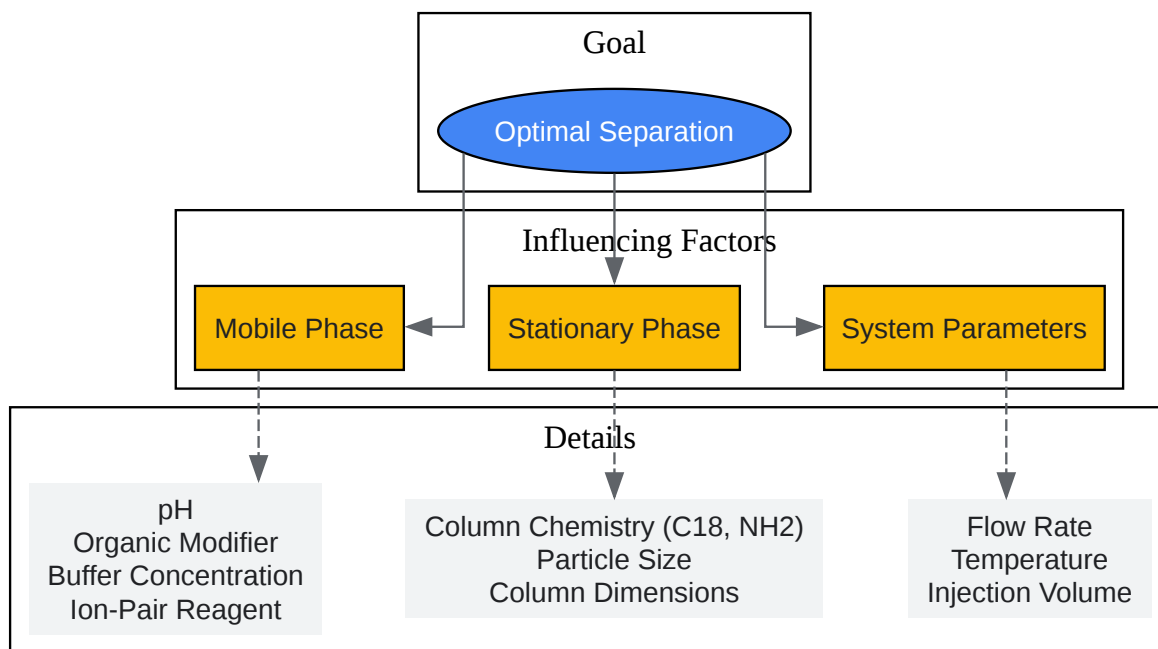 Goal
Optimal Separation
Influencing Factors
Mobile Phase
Stationary Phase
System Parameters
Details
pH
Organic Modifier
Buffer Concentration
Ion-Pair Reagent
Column Chemistry (C18, NH2)
Particle Size
Column Dimensions
Flow Rate
Temperature
Injection Volume